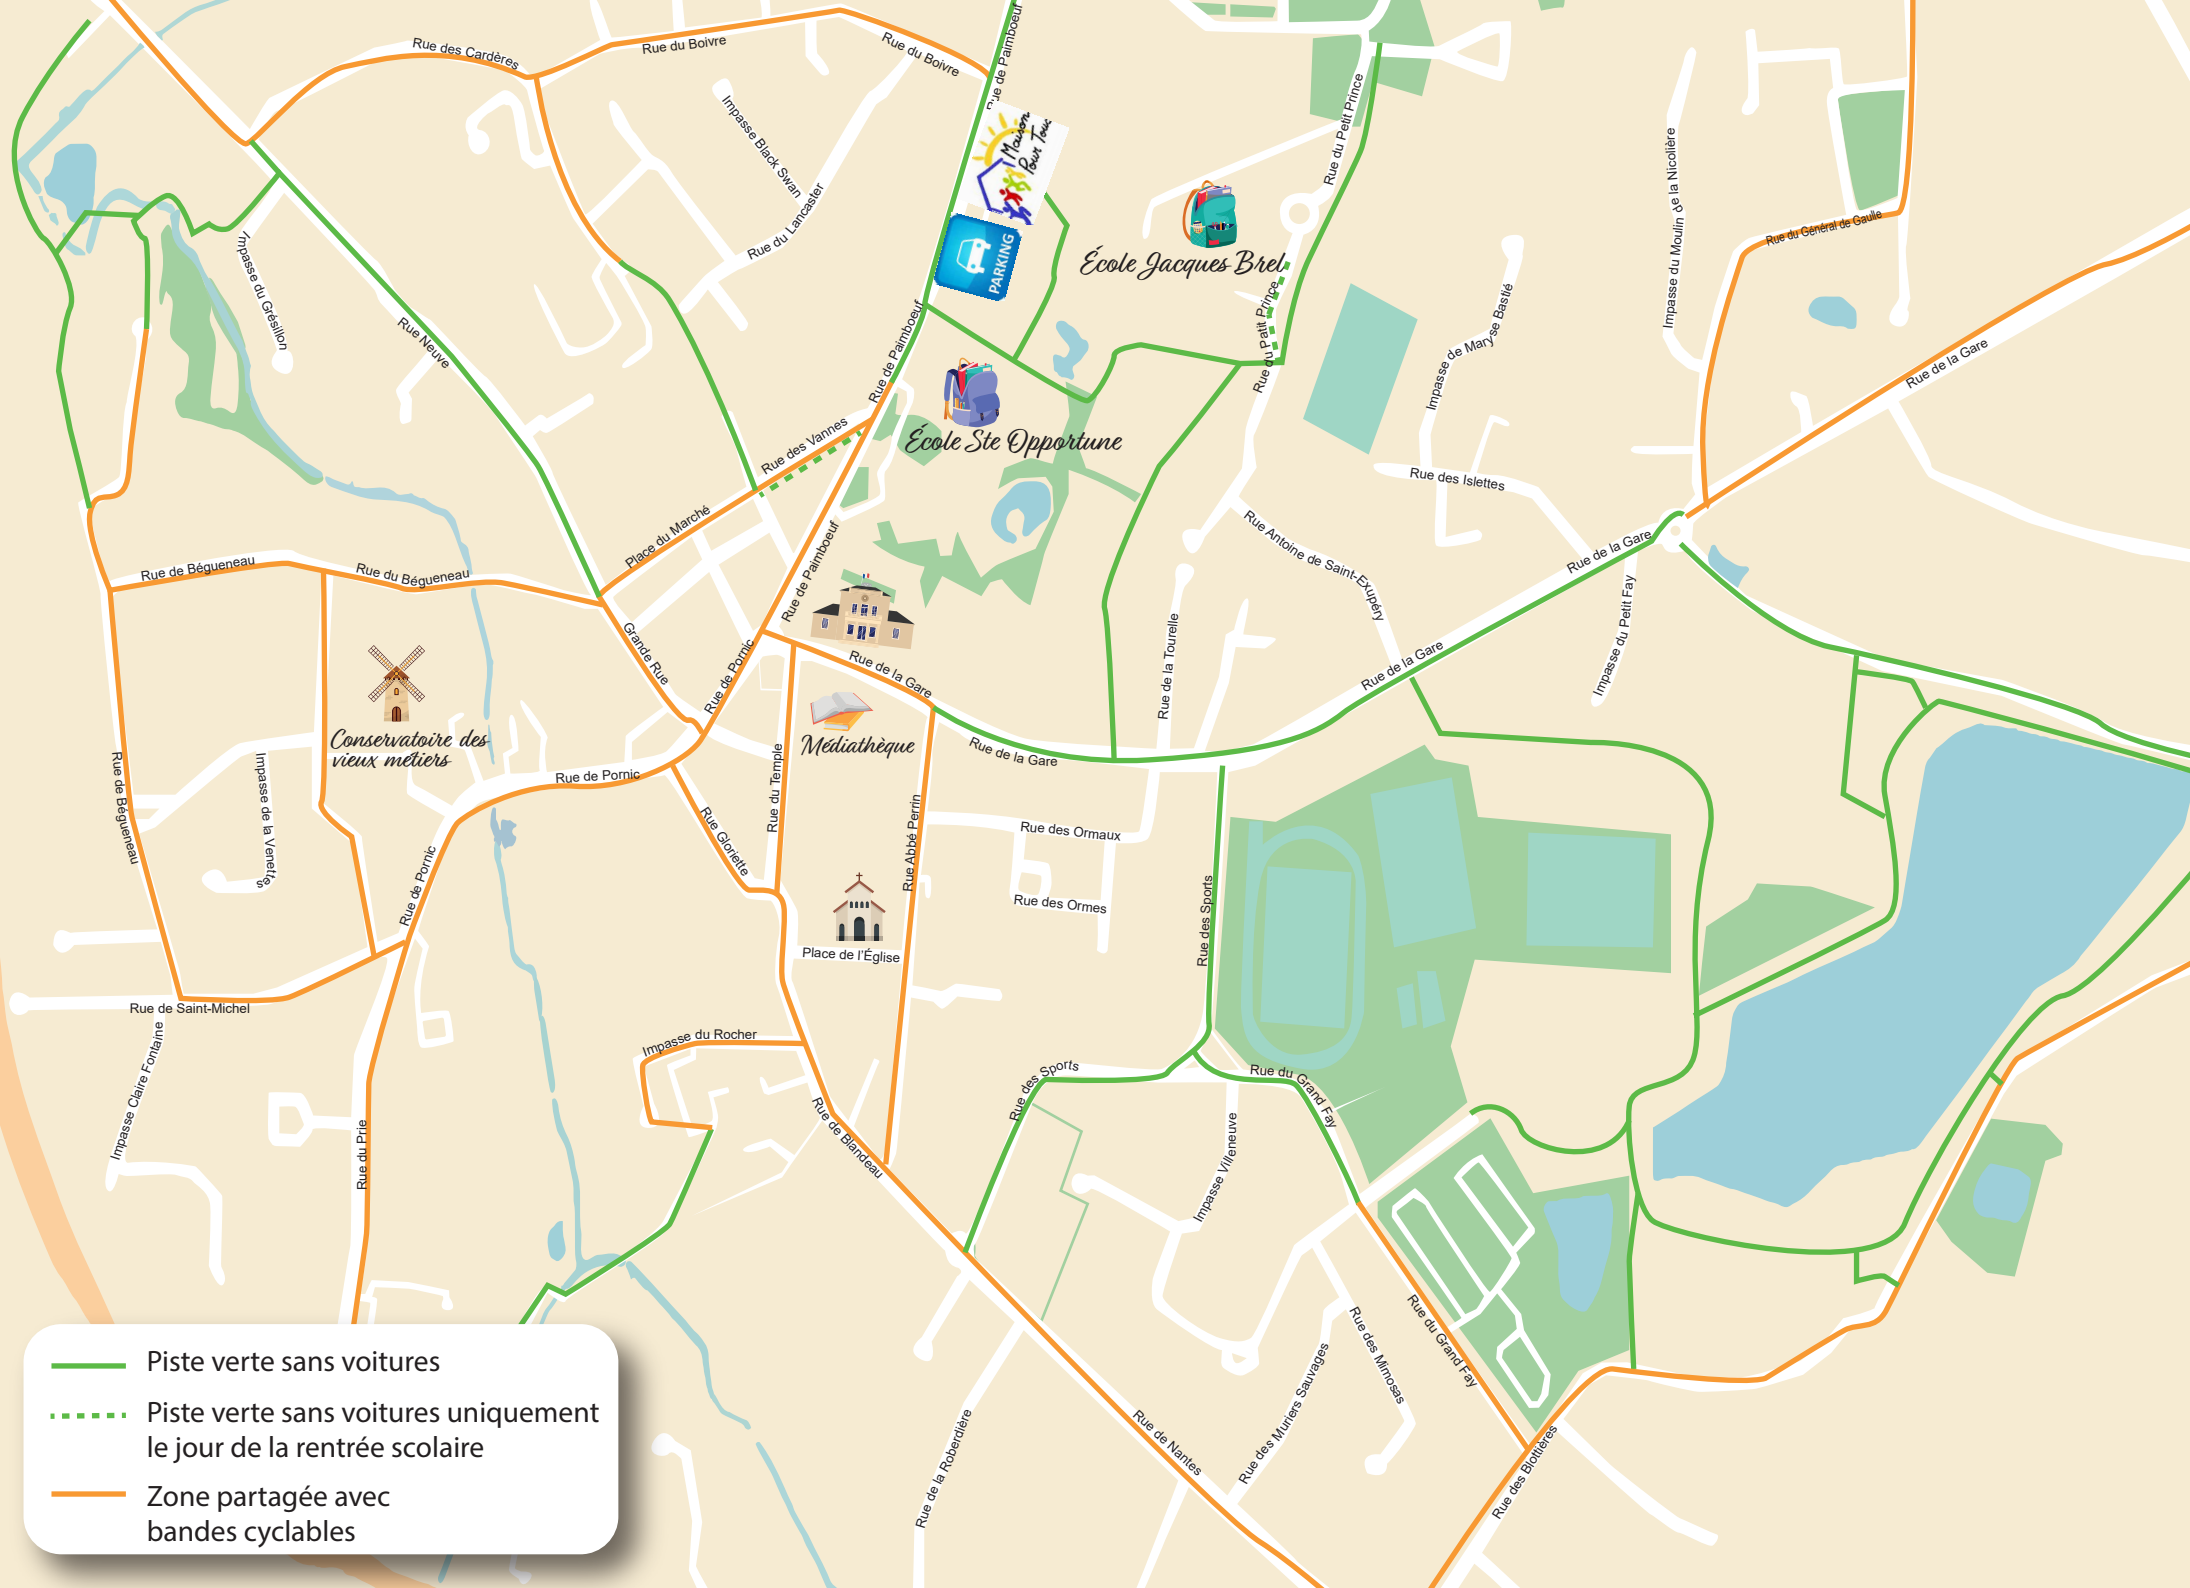 Rue des Cardères
Rue du Boivre
Rue du Boivre
Rue de Paimboeuf
Impasse Black Swan
Rue du Lancaster
Maison
Pour Tous
PARKING
Rue du Petit Prince
École Jacques Brel
Impasse du Moulin de la Nicolière
Rue du Général de Gaulle
Impasse du Grésillon
Rue Neuve
Rue de Paimboeuf
Rue du Petit Prince
Impasse de Maryse Bastié
Rue de la Gare
Rue des Vannes
École Ste Opportune
Rue des Islettes
Place du Marché
Rue de Paimboeuf
Rue Antoine de Saint-Exupéry
Rue de la Gare
Rue de Bégueneau
Rue du Bégueneau
Impasse du Petit Fay
Grande Rue
Rue de Pornic
Rue de la Gare
Rue de la Tourelle
Rue de la Gare
Conservatoire des
vieux métiers
Médiathèque
Rue de la Gare
Rue de Bégueneau
Impasse de la Venettes
Rue de Pornic
Rue du Temple
Rue Gloriette
Rue Abbé Perrin
Rue des Ormaux
Rue de Pornic
Rue des Ormes
Rue des Sports
Place de l'Église
Rue de Saint-Michel
Impasse Claire Fontaine
Impasse du Rocher
Rue des Sports
Rue du Grand Fay
Rue du Prie
Rue de Blandeau
Impasse Villeneuve
Rue du Grand Fay
Rue des Mimosas
Rue des Muriers Sauvages
Rue de Nantes
Rue de la Roberdière
Rue des Blottières
Piste verte sans voitures
Piste verte sans voitures uniquement
le jour de la rentrée scolaire
Zone partagée avec
bandes cyclables